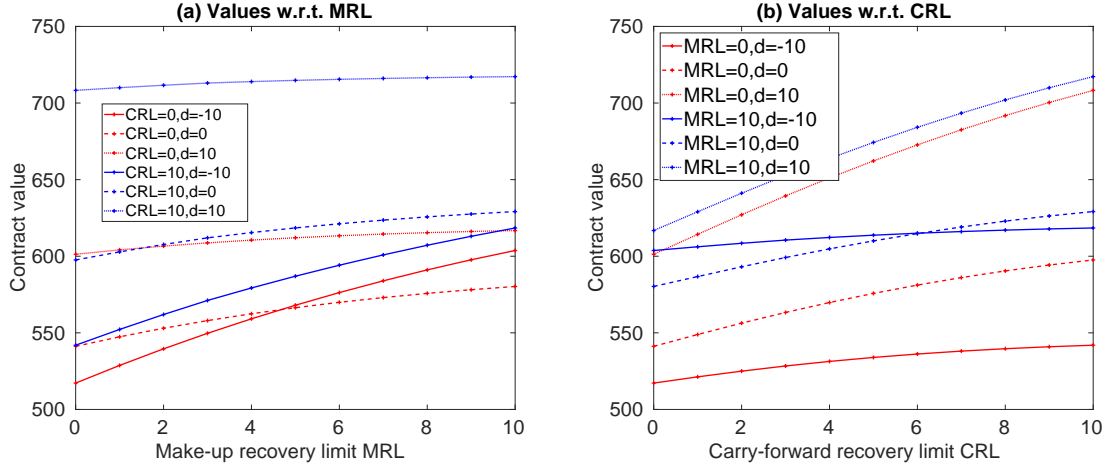 (a) Values w.r.t. MRL
750
700
650
600
550
500
Contract value
CRL=0,d=-10
CRL=0,d=0
CRL=0,d=10
CRL=10,d=-10
CRL=10,d=0
CRL=10,d=10
0 2 4 6 8 10
Make-up recovery limit MRL
(b) Values w.r.t. CRL
750
700
650
600
550
500
Contract value
MRL=0,d=-10
MRL=0,d=0
MRL=0,d=10
MRL=10,d=-10
MRL=10,d=0
MRL=10,d=10
0 2 4 6 8 10
Carry-forward recovery limit CRL